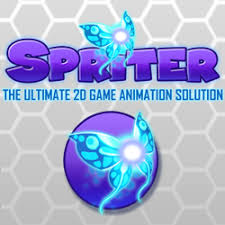 SPRITER
THE ULTIMATE 2D GAME ANIMATION SOLUTION